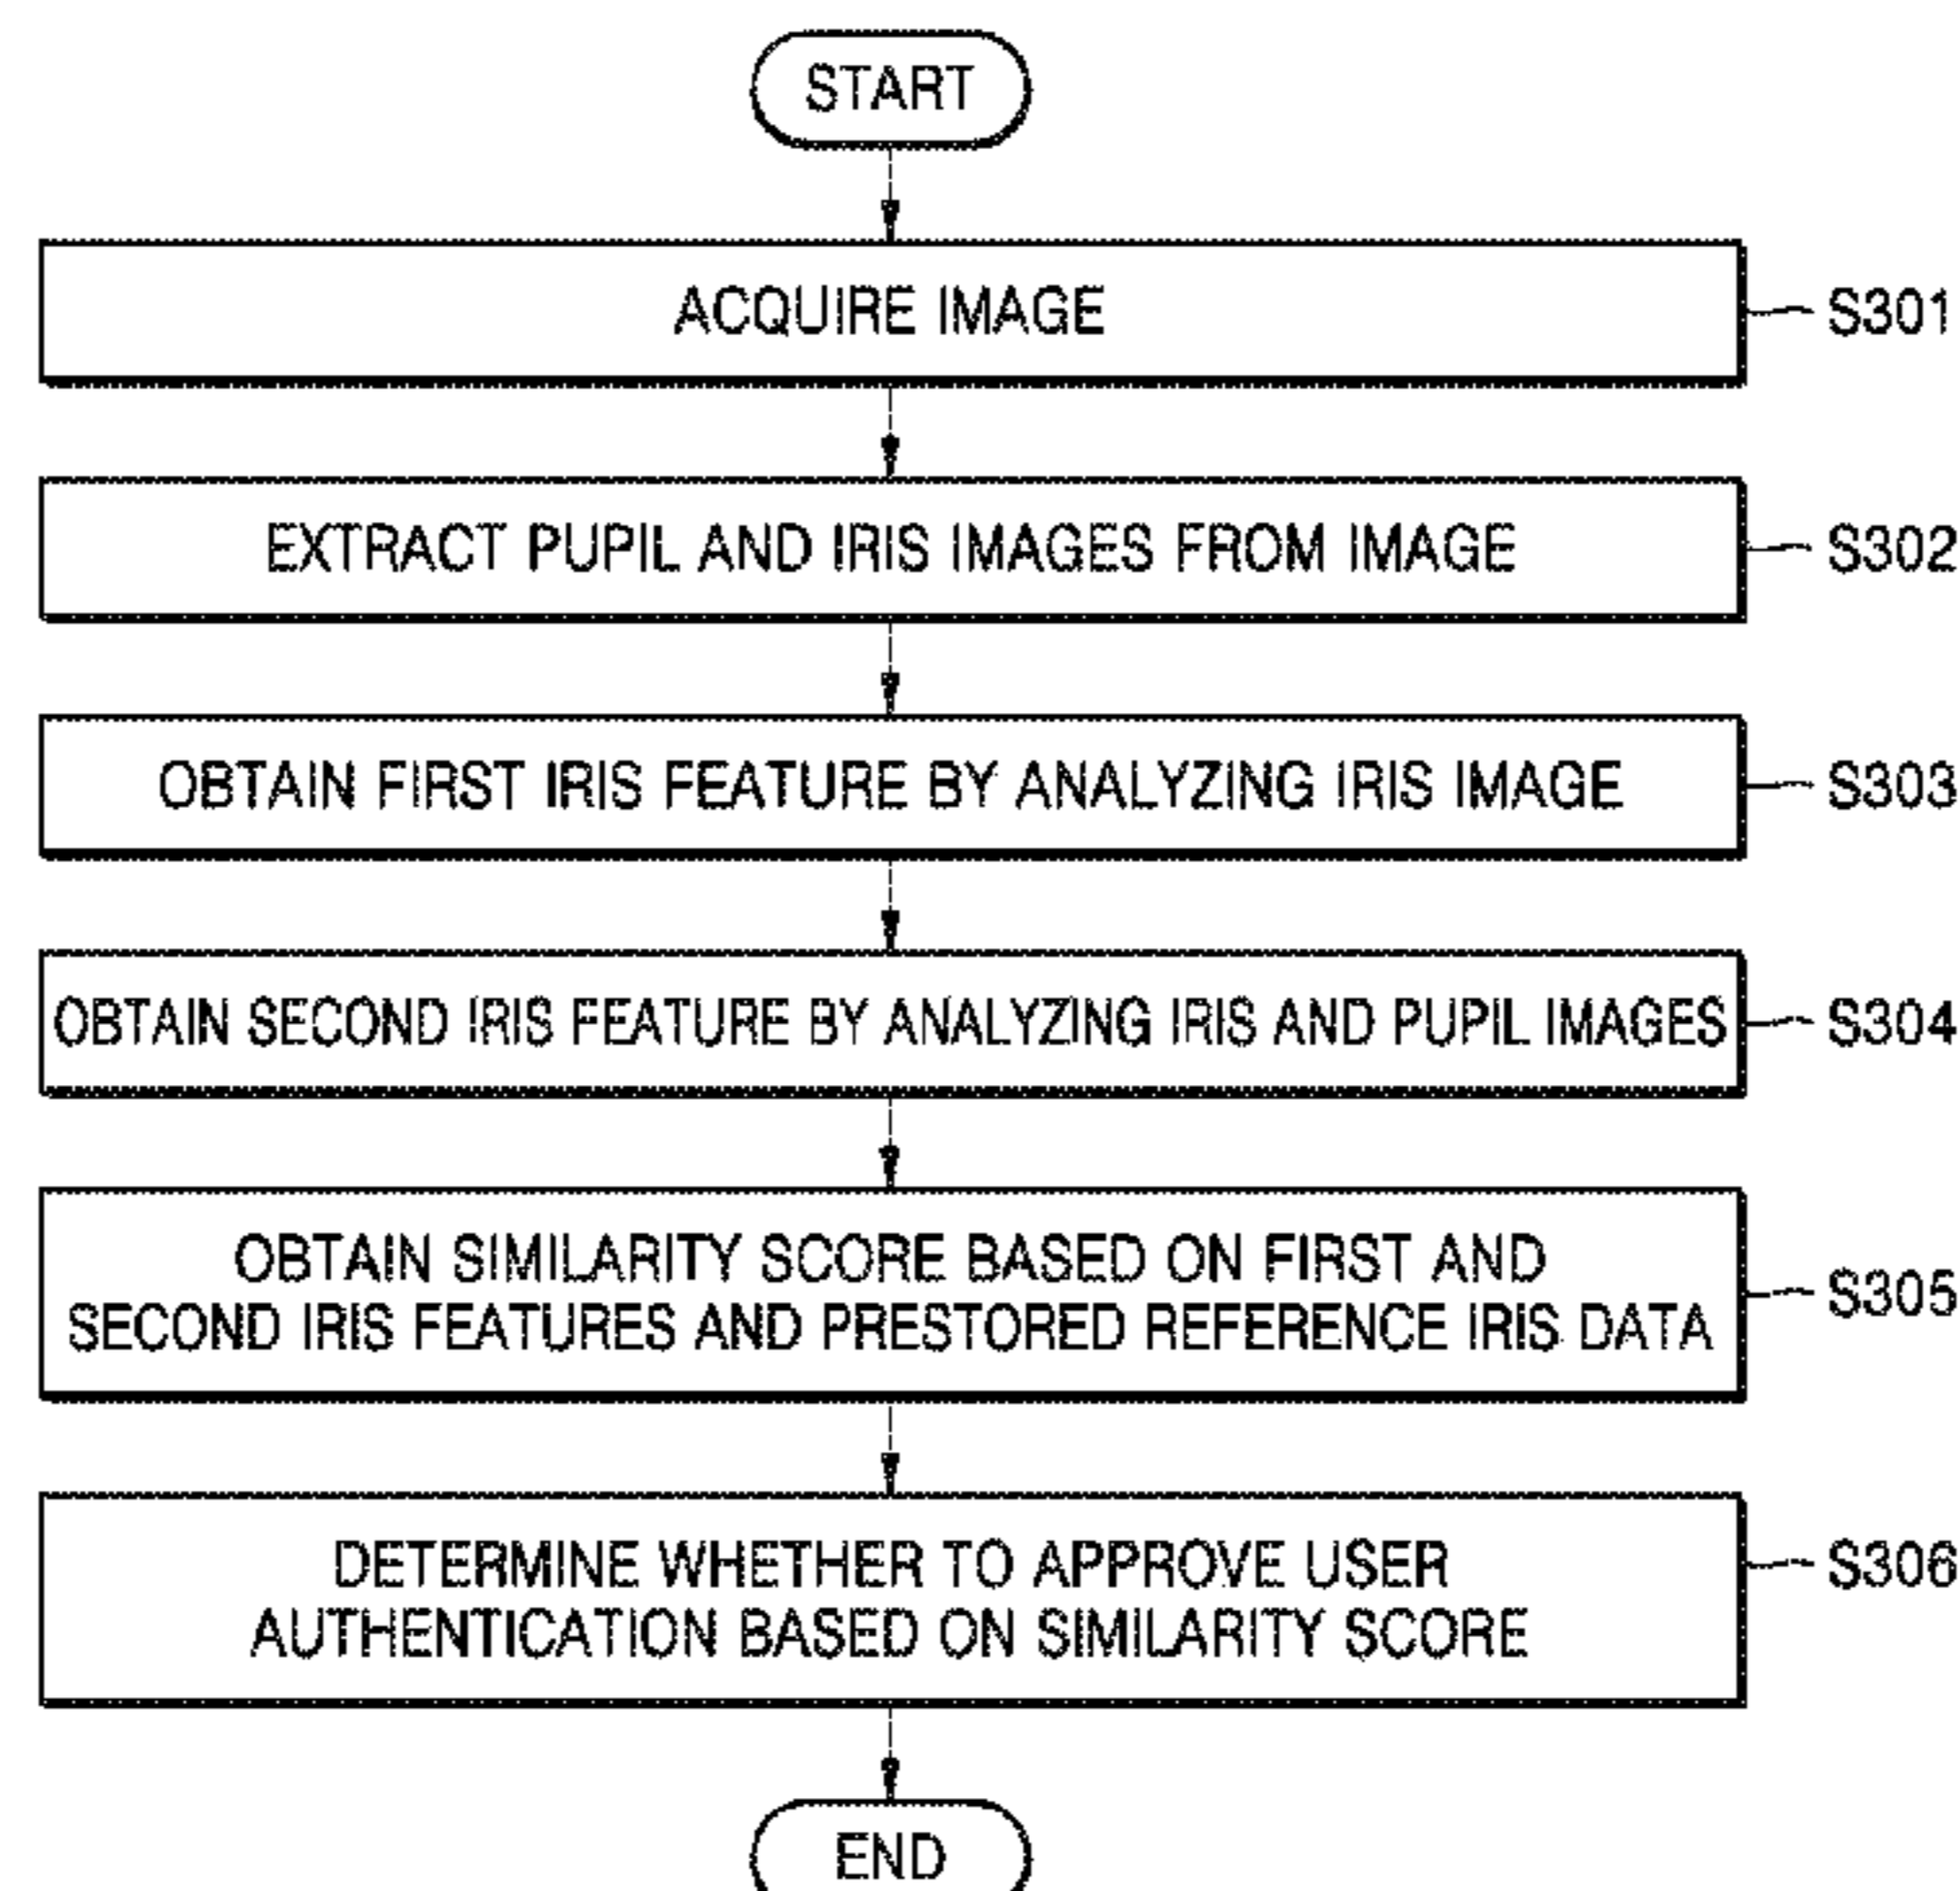 START
ACQUIRE IMAGE
S301
EXTRACT PUPIL AND IRIS IMAGES FROM IMAGE
S302
OBTAIN FIRST IRIS FEATURE BY ANALYZING IRIS IMAGE
S303
OBTAIN SECOND IRIS FEATURE BY ANALYZING IRIS AND PUPIL IMAGES
S304
OBTAIN SIMILARITY SCORE BASED ON FIRST AND
SECOND IRIS FEATURES AND PRESTORED REFERENCE IRIS DATA
S305
DETERMINE WHETHER TO APPROVE USER
AUTHENTICATION BASED ON SIMILARITY SCORE
S306
END